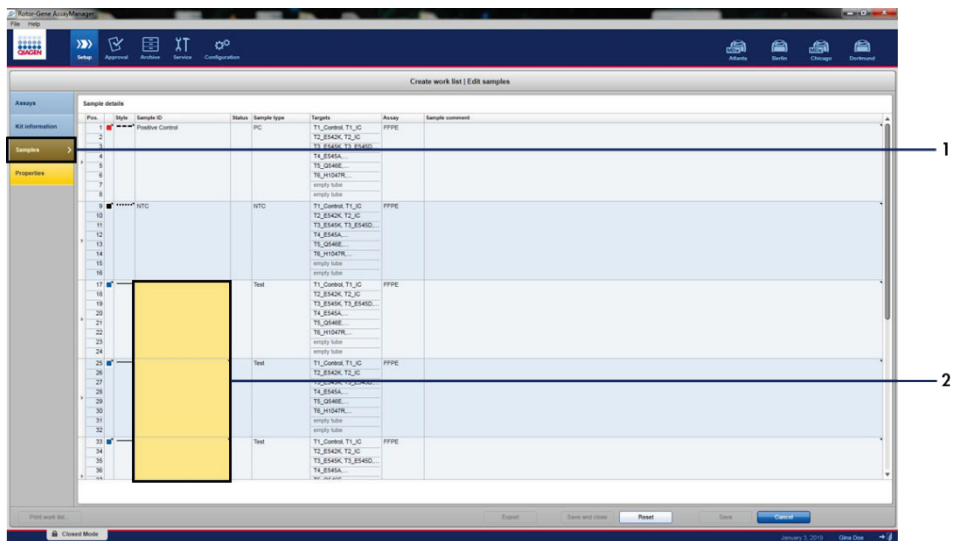 Rotor-Gene AssayManager
File Help
QIAGEN
Setup Approval Archive Service Configuration Atlanta Berlin Chicago Dortmund
Create work list | Edit samples
Assays
Kit information
Samples
Properties
Sample details
Pos. Style Sample ID Status Sample type Targets Assay Sample comment
1 Positive Control PC T1_Control, T1_IC FFPE
2 T2_E542K, T2_IC
3 T3_E545K, T3_E545D,...
4 T4_E545A,...
5 T5_Q546E,...
6 T6_H1047R,...
7 empty tube
8 empty tube
9 NTC NTC T1_Control, T1_IC FFPE
10 T2_E542K, T2_IC
11 T3_E545K, T3_E545D,...
12 T4_E545A,...
13 T5_Q546E,...
14 T6_H1047R,...
15 empty tube
16 empty tube
17 Test T1_Control, T1_IC FFPE
18 T2_E542K, T2_IC
19 T3_E545K, T3_E545D,...
20 T4_E545A,...
21 T5_Q546E,...
22 T6_H1047R,...
23 empty tube
24 empty tube
25 Test T1_Control, T1_IC FFPE
26 T2_E542K, T2_IC
27 T3_E545K, T3_E545D,...
28 T4_E545A,...
29 T5_Q546E,...
30 T6_H1047R,...
31 empty tube
32 empty tube
33 Test T1_Control, T1_IC FFPE
34 T2_E542K, T2_IC
35 T3_E545K, T3_E545D,...
36 T4_E545A,...
Print work list... Export Save and close Reset Save Cancel
Closed Mode January 3, 2019 Gina Doe
1
2